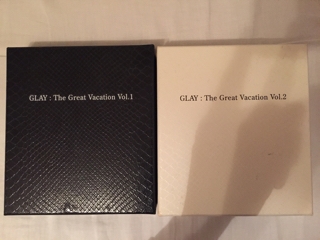 GLAY : The Great Vacation Vol.1
GLAY : The Great Vacation Vol.2